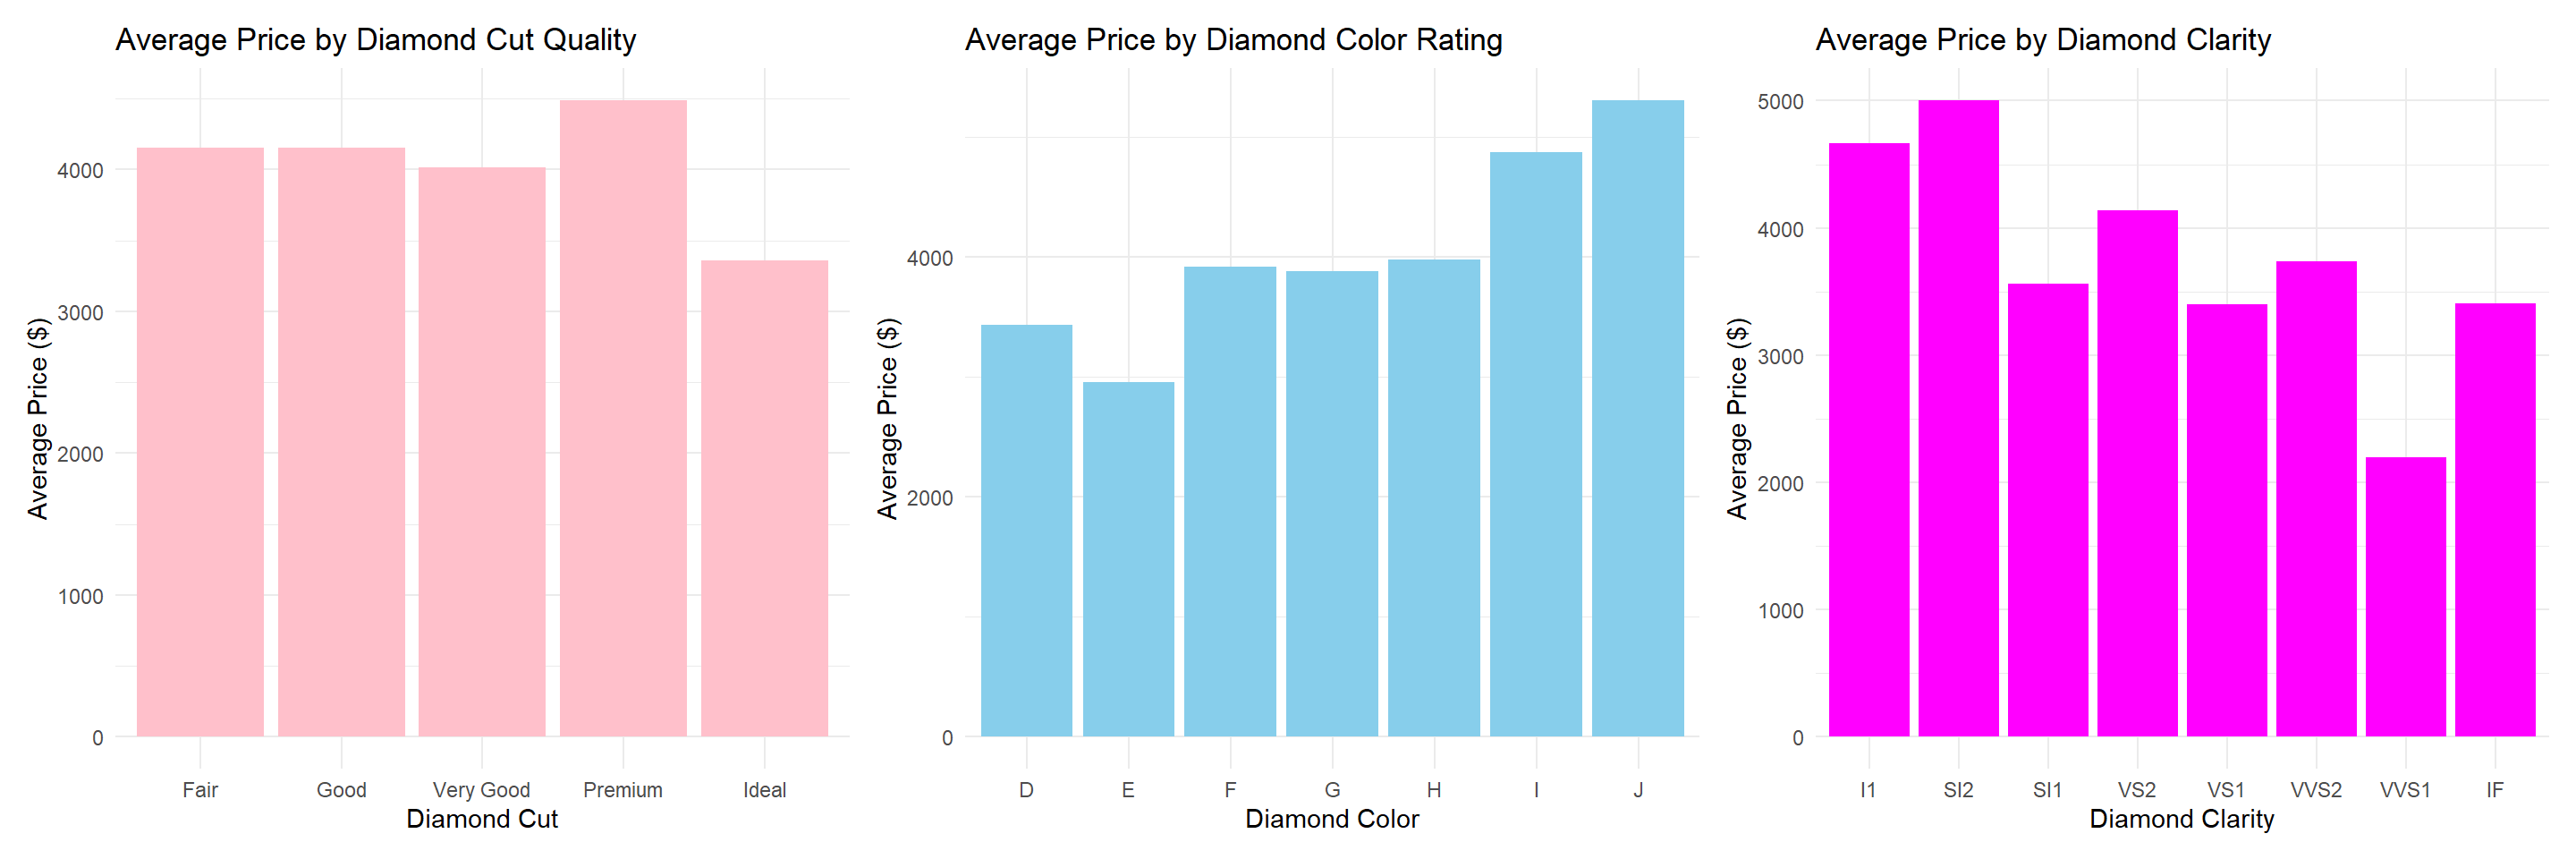 Average Price by Diamond Cut Quality
Average Price ($)
4000
3000
2000
1000
0
Fair Good Very Good Premium Ideal
Diamond Cut
Average Price by Diamond Color Rating
Average Price ($)
4000
2000
0
D E F G H I J
Diamond Color
Average Price by Diamond Clarity
Average Price ($)
5000
4000
3000
2000
1000
0
I1 SI2 SI1 VS2 VS1 VVS2 VVS1 IF
Diamond Clarity